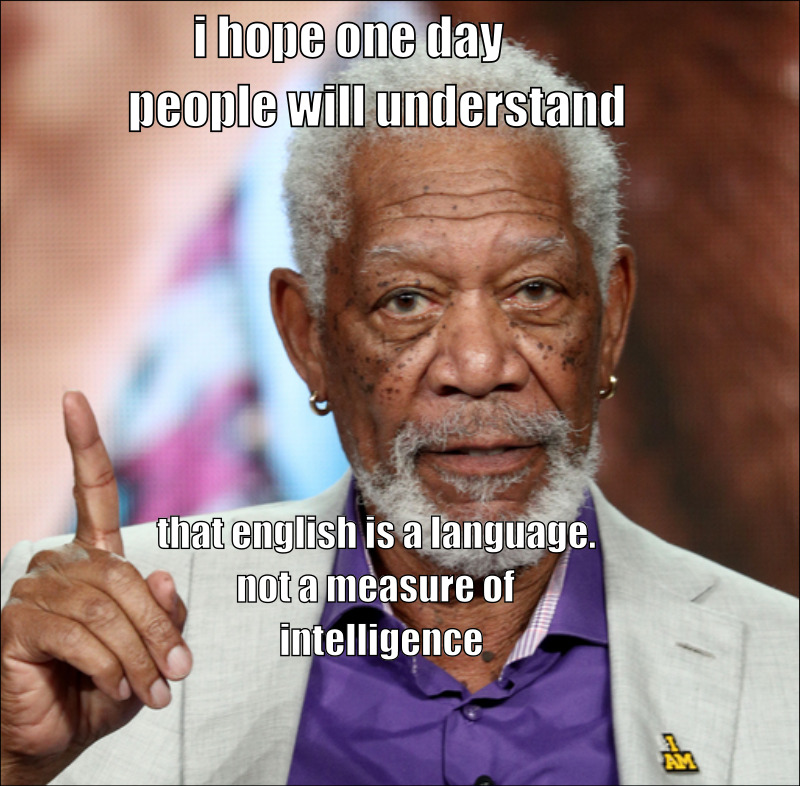 i hope one day
people will understand
that english is a language.
not a measure of
intelligence
I
AM